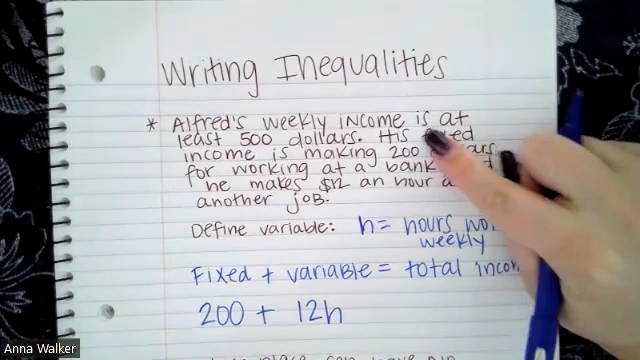 Writing Inequalities
* Alfred's weekly income is at
least 500 dollars. His
income is making 200
for working at a bank
he makes $12 an hour
another job.
Define variable: h = hours
weekly
Fixed + variable = total
200 + 12h
Anna Walker